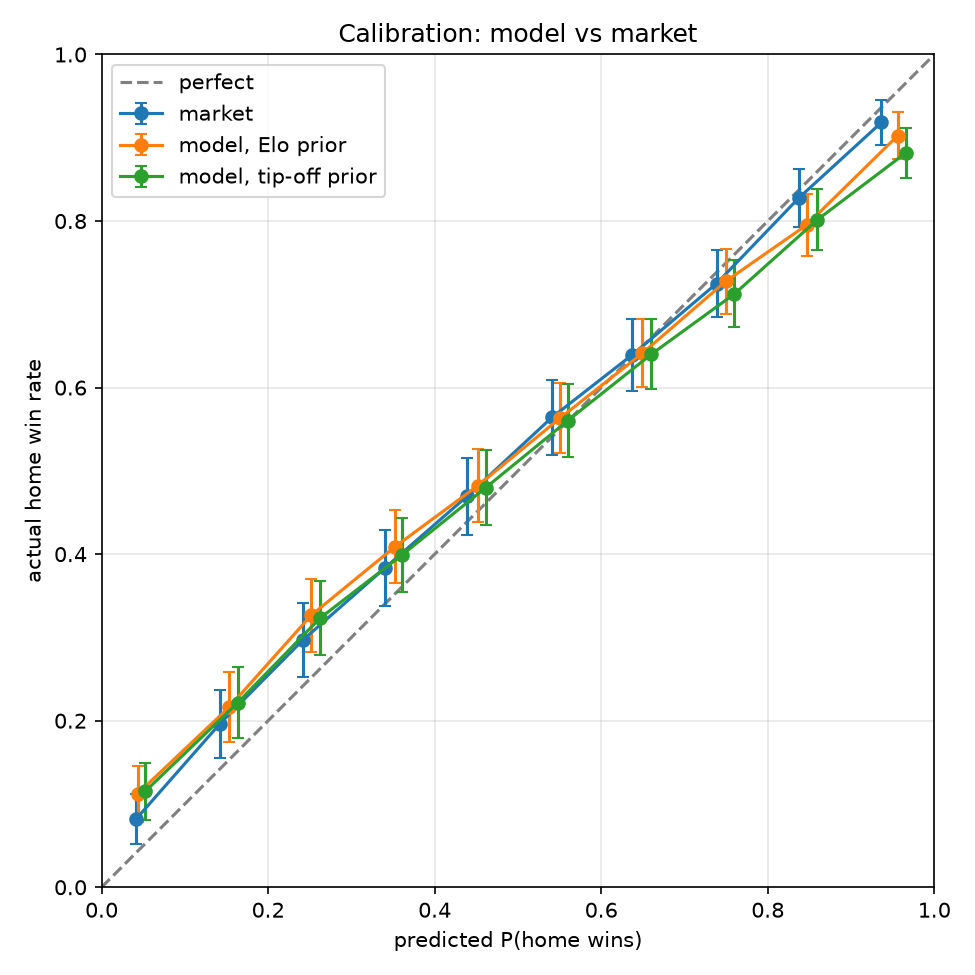 Calibration: model vs market
perfect
market
model, Elo prior
model, tip-off prior
actual home win rate
1.0
0.8
0.6
0.4
0.2
0.0
0.0 0.2 0.4 0.6 0.8 1.0
predicted P(home wins)